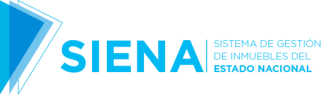 SIENA
SISTEMA DE GESTIÓN
DE INMUEBLES DEL
ESTADO NACIONAL